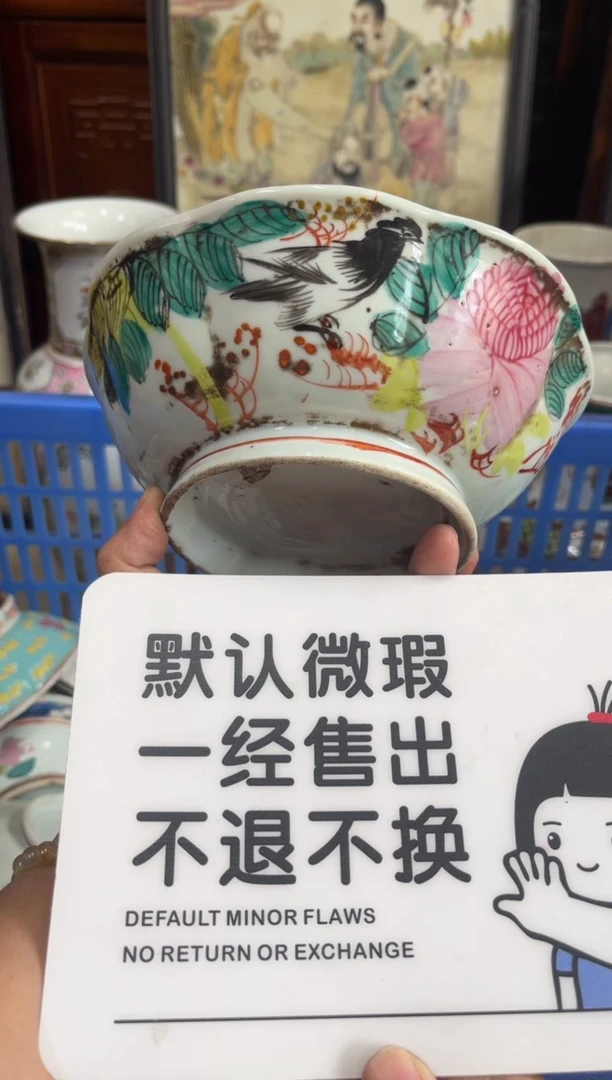 默认微瑕
一经售出
不退不换
DEFAULT MINOR FLAWS
NO RETURN OR EXCHANGE